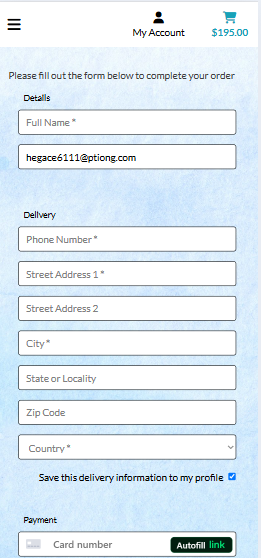 My Account
$195.00
Please fill out the form below to complete your order
Details
Full Name *
hegace6111@ptiong.com
Delivery
Phone Number *
Street Address 1 *
Street Address 2
City *
State or Locality
Zip Code
Country *
Save this delivery information to my profile
Payment
Card number
Autofill link